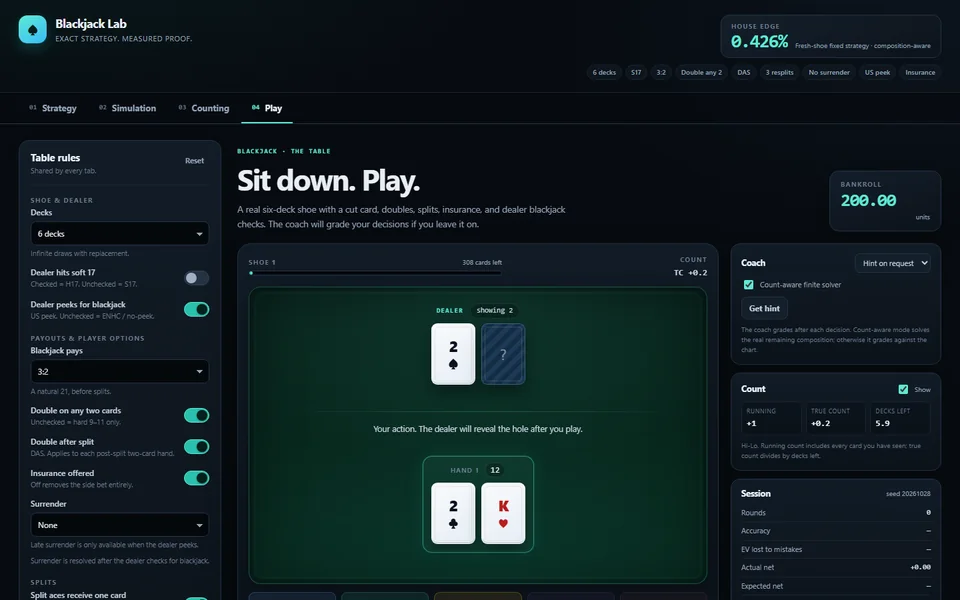 Blackjack Lab
EXACT STRATEGY. MEASURED PROOF.
HOUSE EDGE
0.426% Fresh-shoe fixed strategy · composition-aware
6 decks S17 3:2 Double any 2 DAS 3 resplits No surrender US peek Insurance
01 Strategy 02 Simulation 03 Counting 04 Play
Table rules
Reset
Shared by every tab.
SHOE & DEALER
Decks
6 decks
Infinite draws with replacement.
Dealer hits soft 17
Checked = H17. Unchecked = S17.
Dealer peeks for blackjack
US peek. Unchecked = ENHC / no-peek.
PAYOUTS & PLAYER OPTIONS
Blackjack pays
3:2
A natural 21, before splits.
Double on any two cards
Unchecked = hard 9–11 only.
Double after split
DAS. Applies to each post-split two-card hand.
Insurance offered
Off removes the side bet entirely.
Surrender
None
Late surrender is only available when the dealer peeks.
Surrender is resolved after the dealer checks for blackjack.
SPLITS
Split aces receive one card
BLACKJACK · THE TABLE
Sit down. Play.
A real six-deck shoe with a cut card, doubles, splits, insurance, and dealer blackjack
checks. The coach will grade your decisions if you leave it on.
BANKROLL
200.00
units
SHOE 1
308 cards left
COUNT
TC +0.2
DEALER showing 2
2
♠
?
Your action. The dealer will reveal the hole after you play.
HAND 1 12
2 K
♣ ♥
Coach
Hint on request
Count-aware finite solver
Get hint
The coach grades after each decision. Count-aware mode solves
the real remaining composition; otherwise it grades against the
chart.
Count
Show
RUNNING TRUE COUNT DECKS LEFT
+1 +0.2 5.9
Hi-Lo. Running count includes every card you have seen; true
count divides by decks left.
Session
seed 20261028
Rounds 0
Accuracy –
EV lost to mistakes –
Actual net +0.00
Expected net –